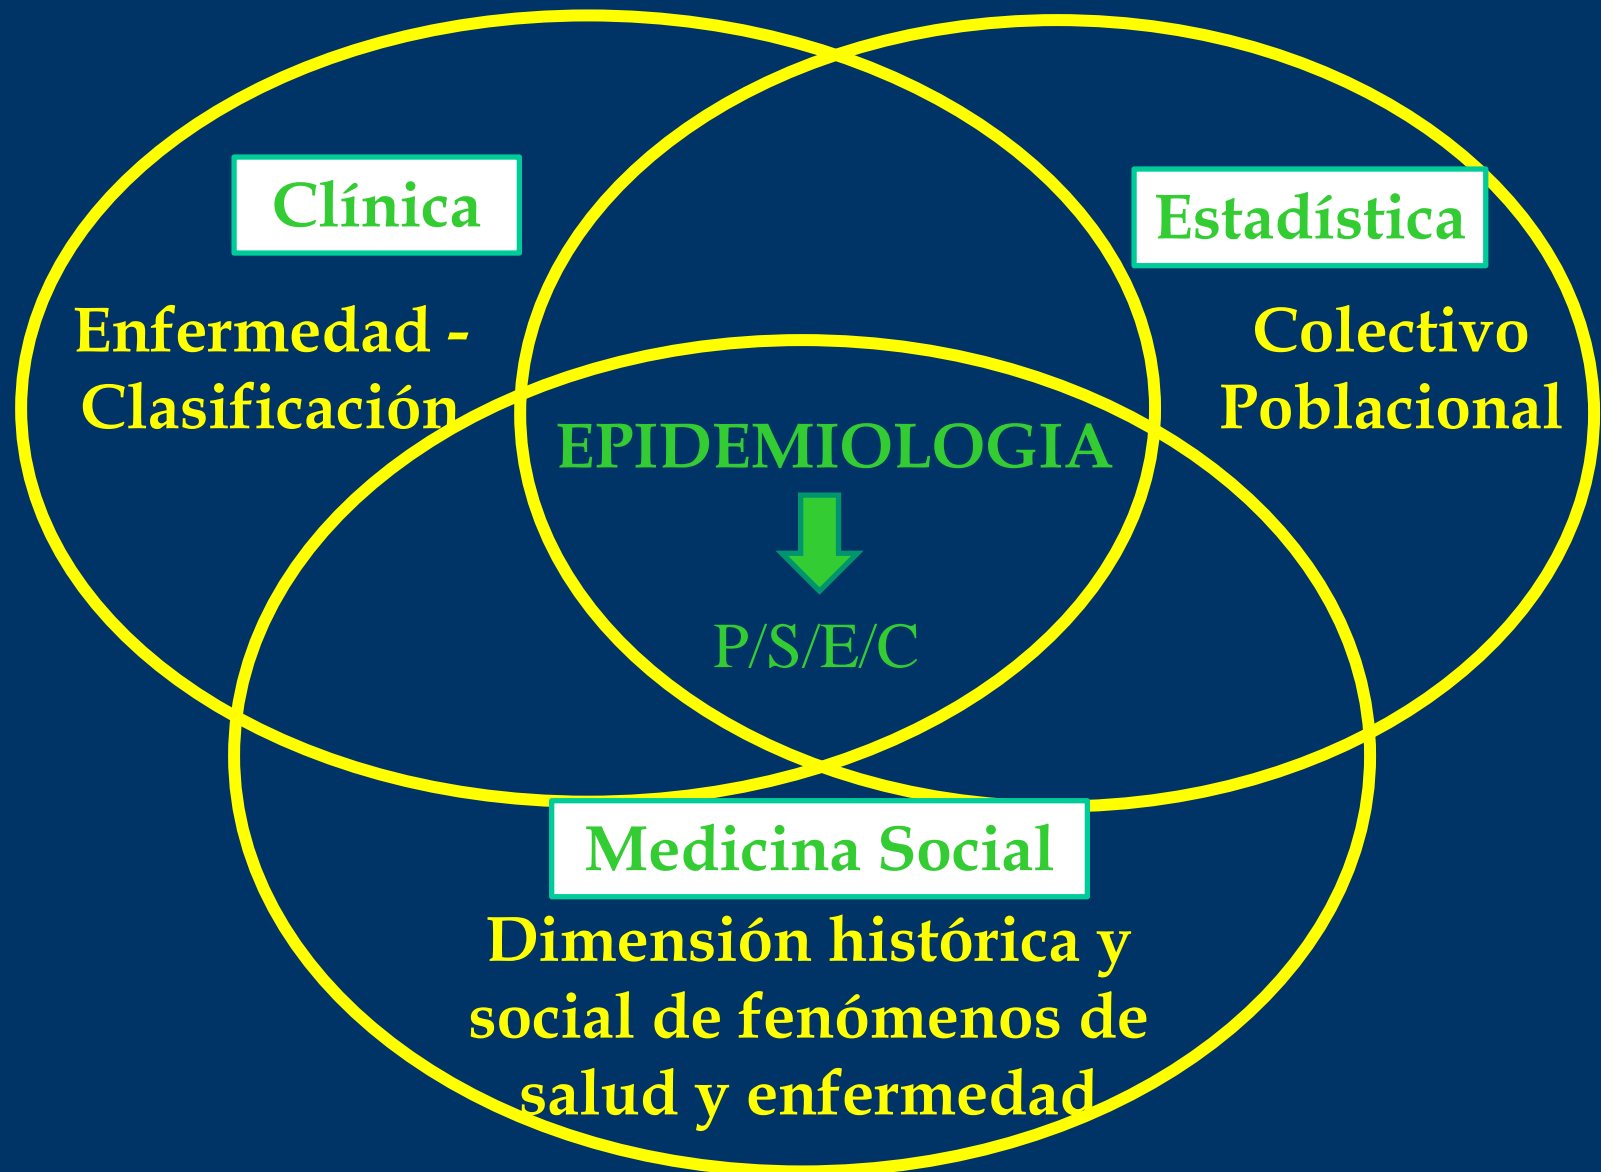 Clínica
Enfermedad -
Clasificación
Estadística
Colectivo
Poblacional
EPIDEMIOLOGIA
P/S/E/C
Medicina Social
Dimensión histórica y
social de fenómenos de
salud y enfermedad